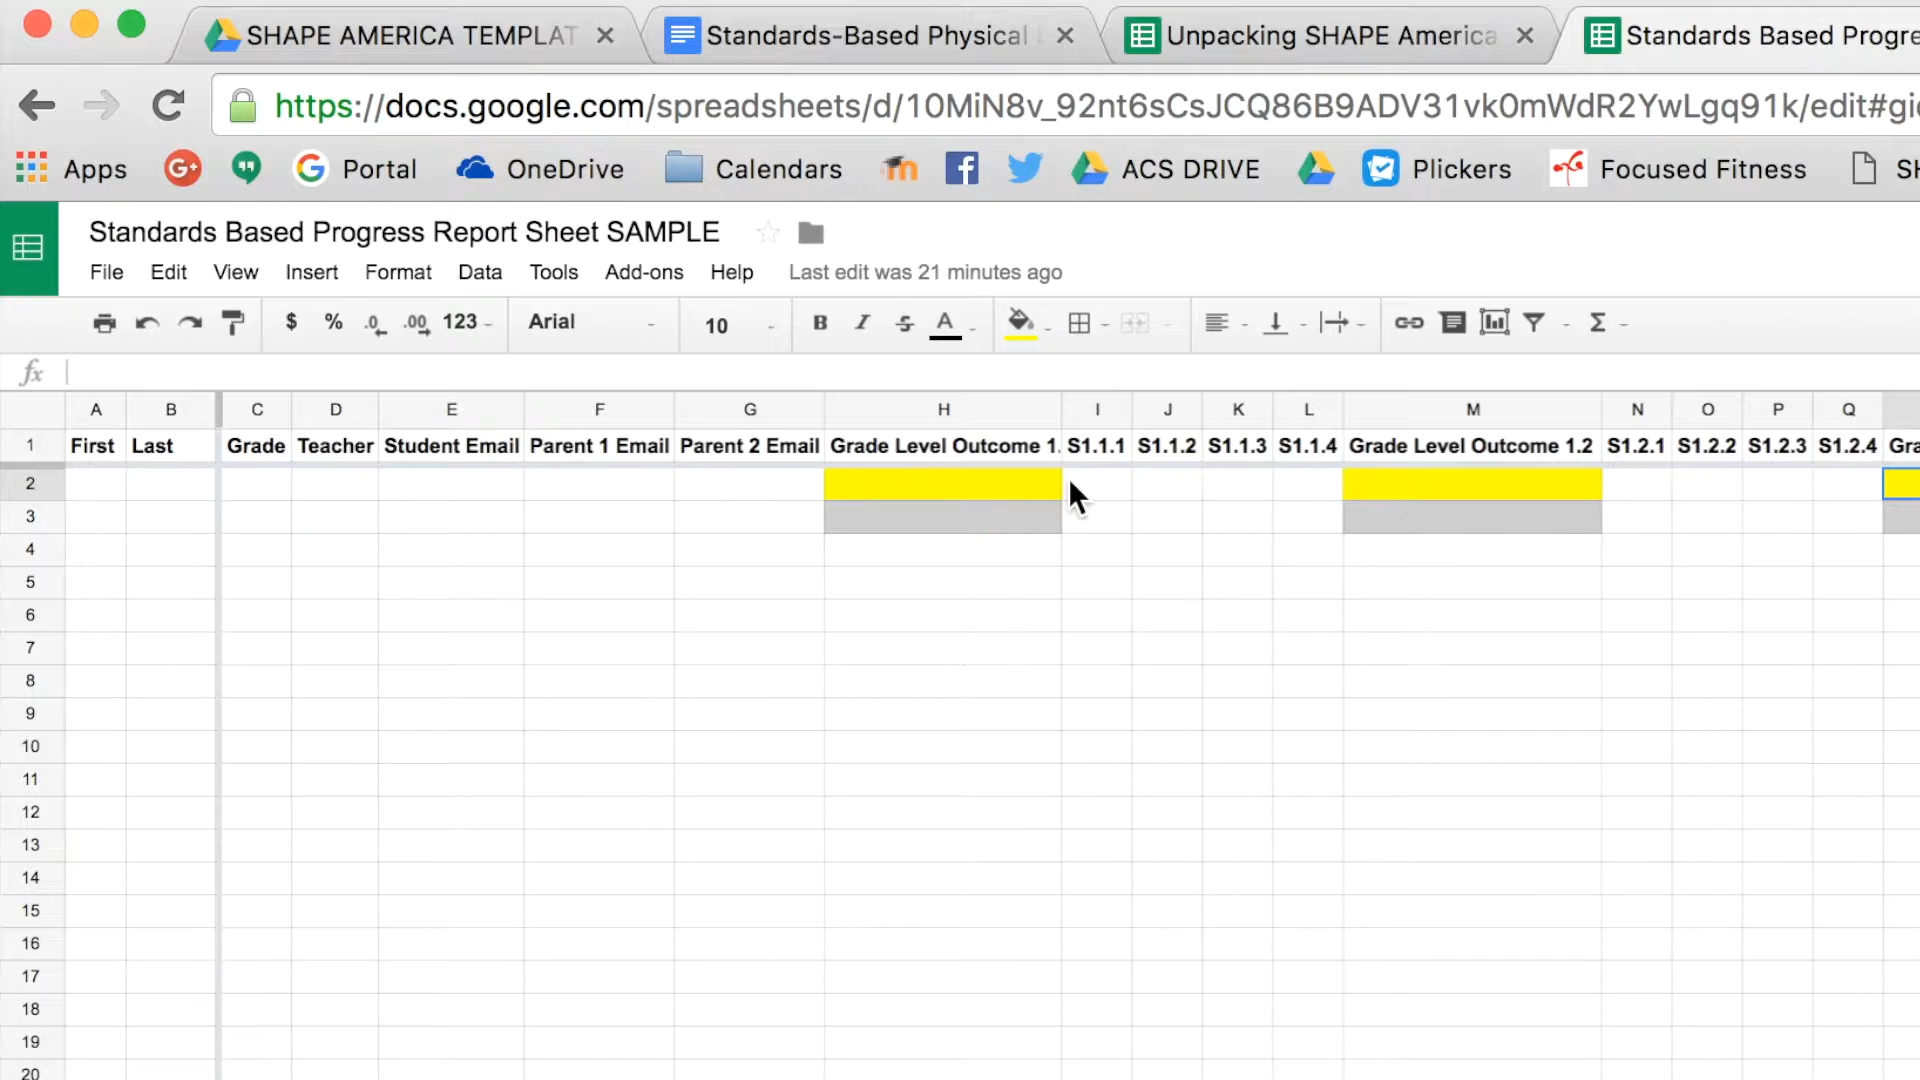 SHAPE AMERICA TEMPLAT
Standards-Based Physical
Unpacking SHAPE America
Standards Based Progre
https://docs.google.com/spreadsheets/d/10MiN8v_92nt6sCsJCQ86B9ADV31vk0mWdR2YwLgq91k/edit#gi
Apps Portal OneDrive Calendars ACS DRIVE Plickers Focused Fitness SH
Standards Based Progress Report Sheet SAMPLE
File Edit View Insert Format Data Tools Add-ons Help Last edit was 21 minutes ago
$ % .0 .00 123 Arial 10 B I S A Σ
fx
A B C D E F G H I J K L M N O P Q
1 First Last Grade Teacher Student Email Parent 1 Email Parent 2 Email Grade Level Outcome 1. S1.1.1 S1.1.2 S1.1.3 S1.1.4 Grade Level Outcome 1.2 S1.2.1 S1.2.2 S1.2.3 S1.2.4 Gra
2
3
4
5
6
7
8
9
10
11
12
13
14
15
16
17
18
19
20